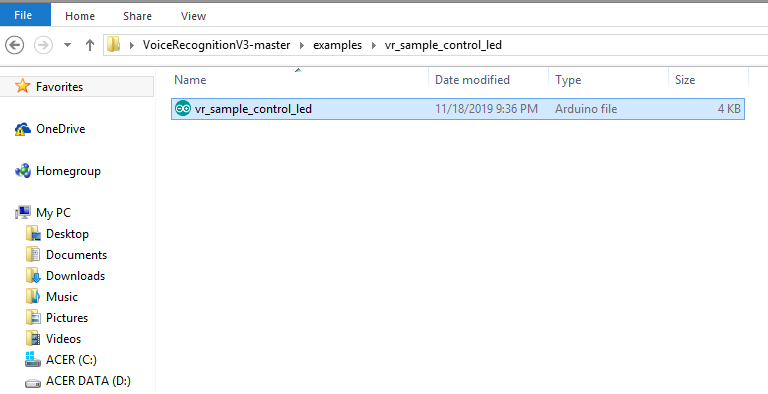 File Home Share View
VoiceRecognitionV3-master examples vr_sample_control_led
Name Date modified Type Size
vr_sample_control_led 11/18/2019 9:36 PM Arduino file 4 KB
Favorites
OneDrive
Homegroup
My PC
Desktop
Documents
Downloads
Music
Pictures
Videos
ACER (C:)
ACER DATA (D:)